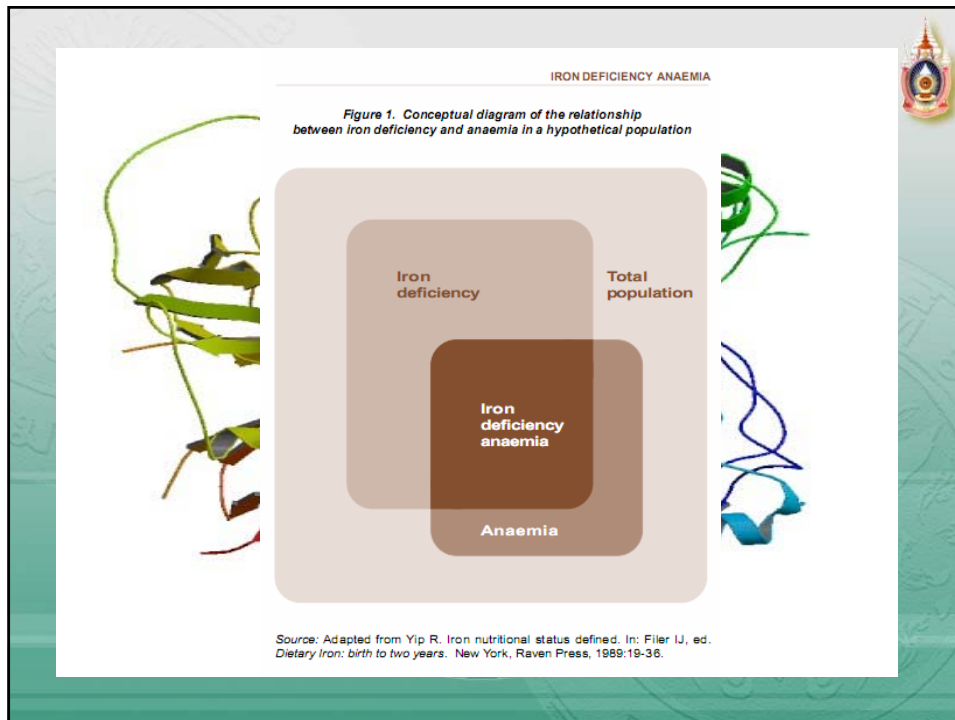 IRON DEFICIENCY ANAEMIA
Figure 1. Conceptual diagram of the relationship
between iron deficiency and anaemia in a hypothetical population
Iron
deficiency
Total
population
Iron
deficiency
anaemia
Anaemia
Source: Adapted from Yip R. Iron nutritional status defined. In: Filer IJ, ed.
Dietary Iron: birth to two years. New York, Raven Press, 1989:19-36.